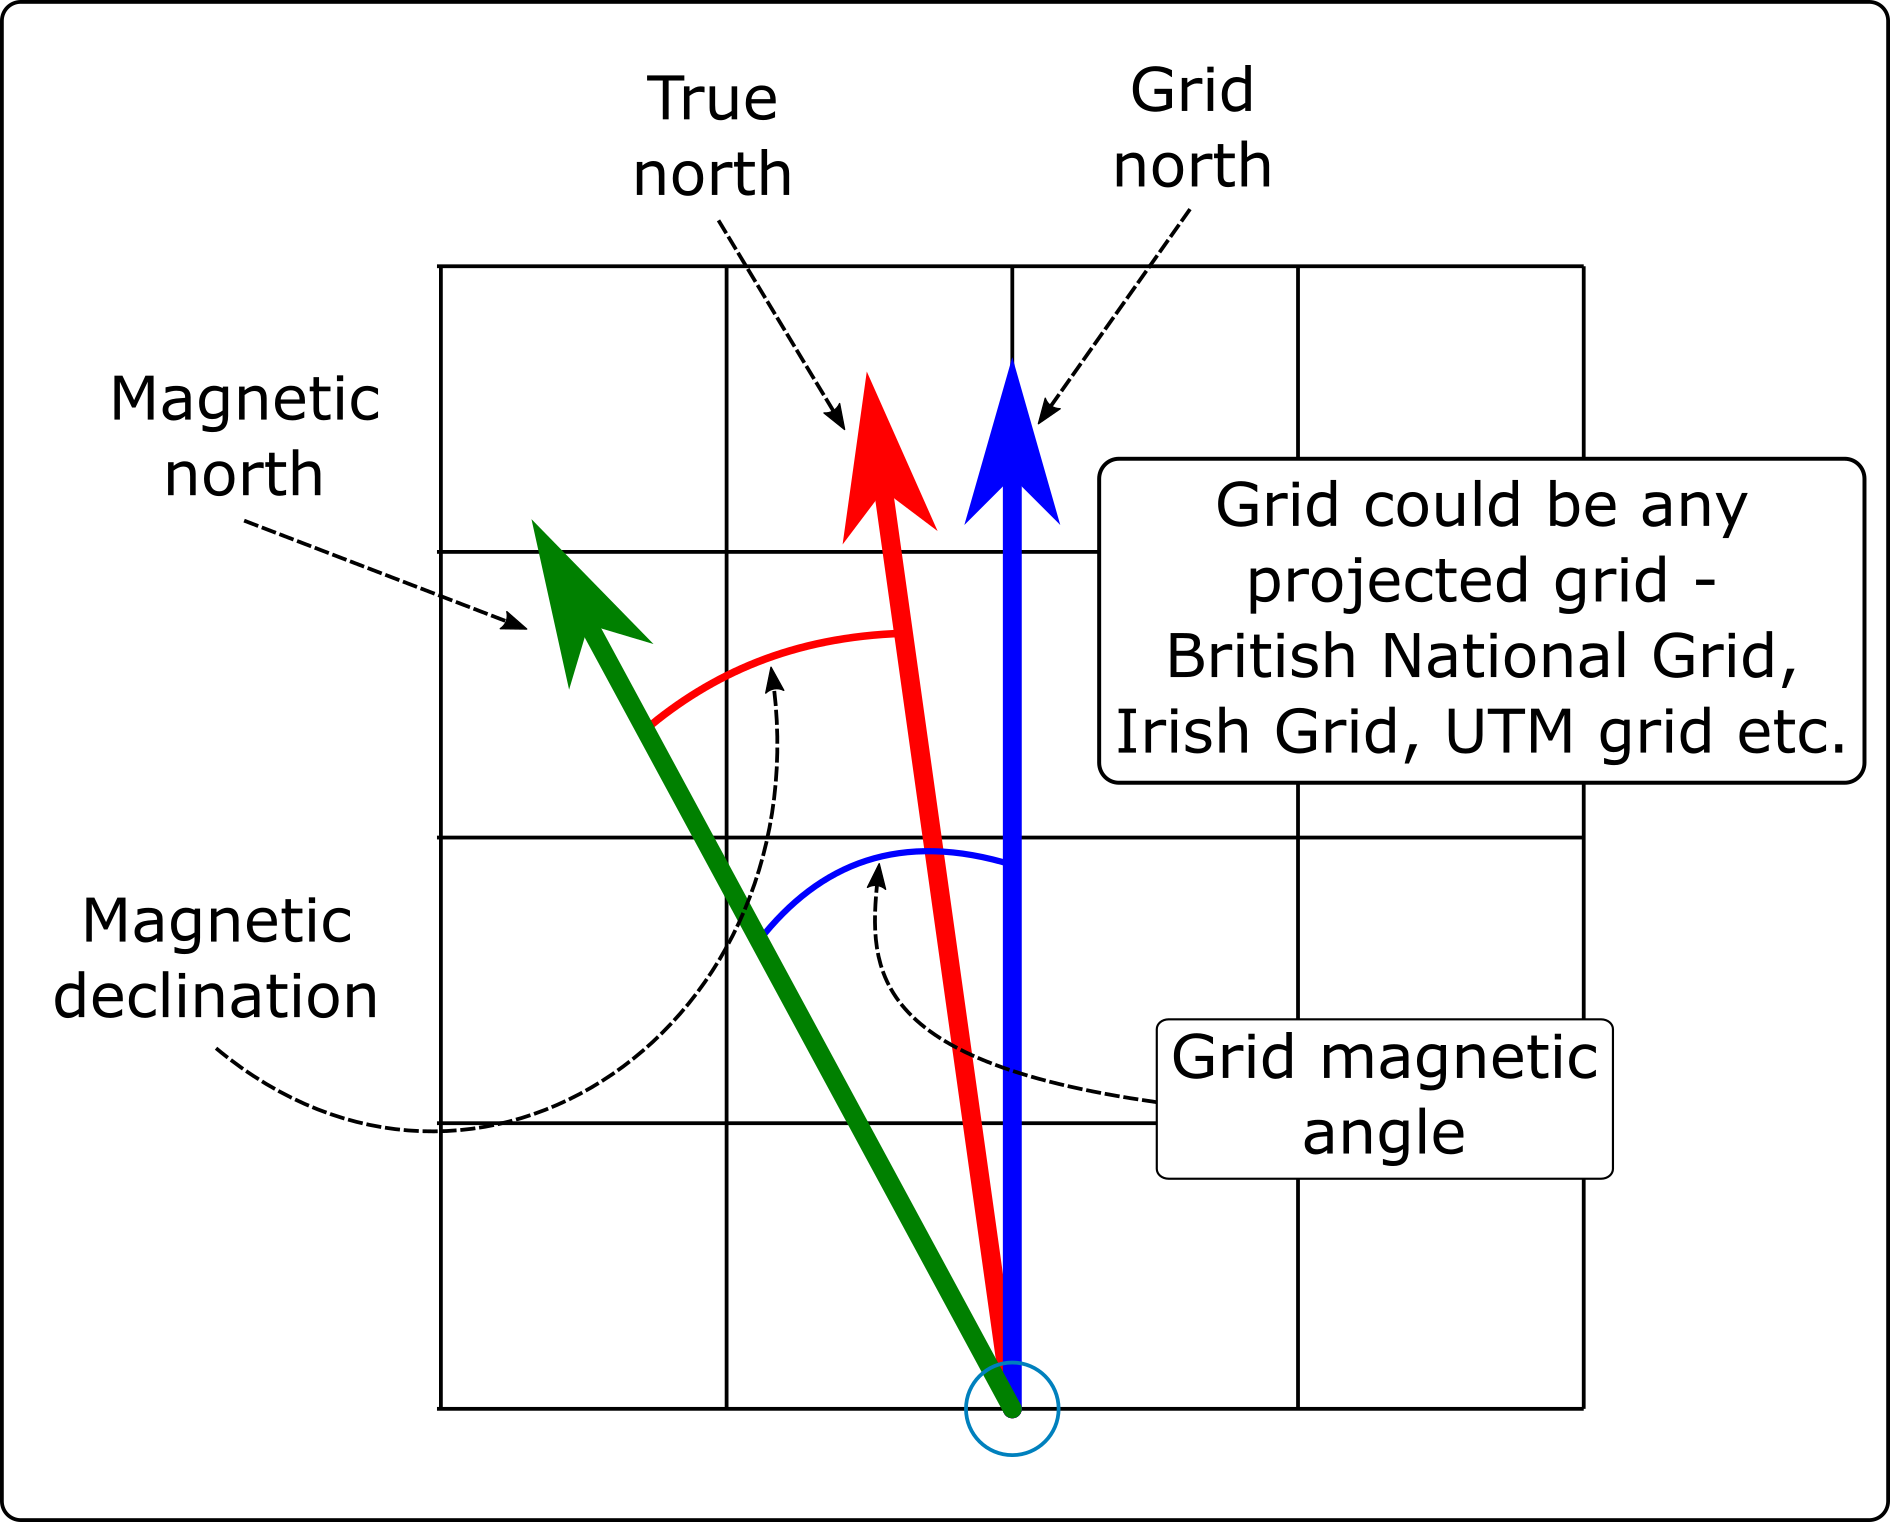 True
north
Grid
north
Magnetic
north
Grid could be any
projected grid -
British National Grid,
Irish Grid, UTM grid etc.
Magnetic
declination
Grid magnetic
angle